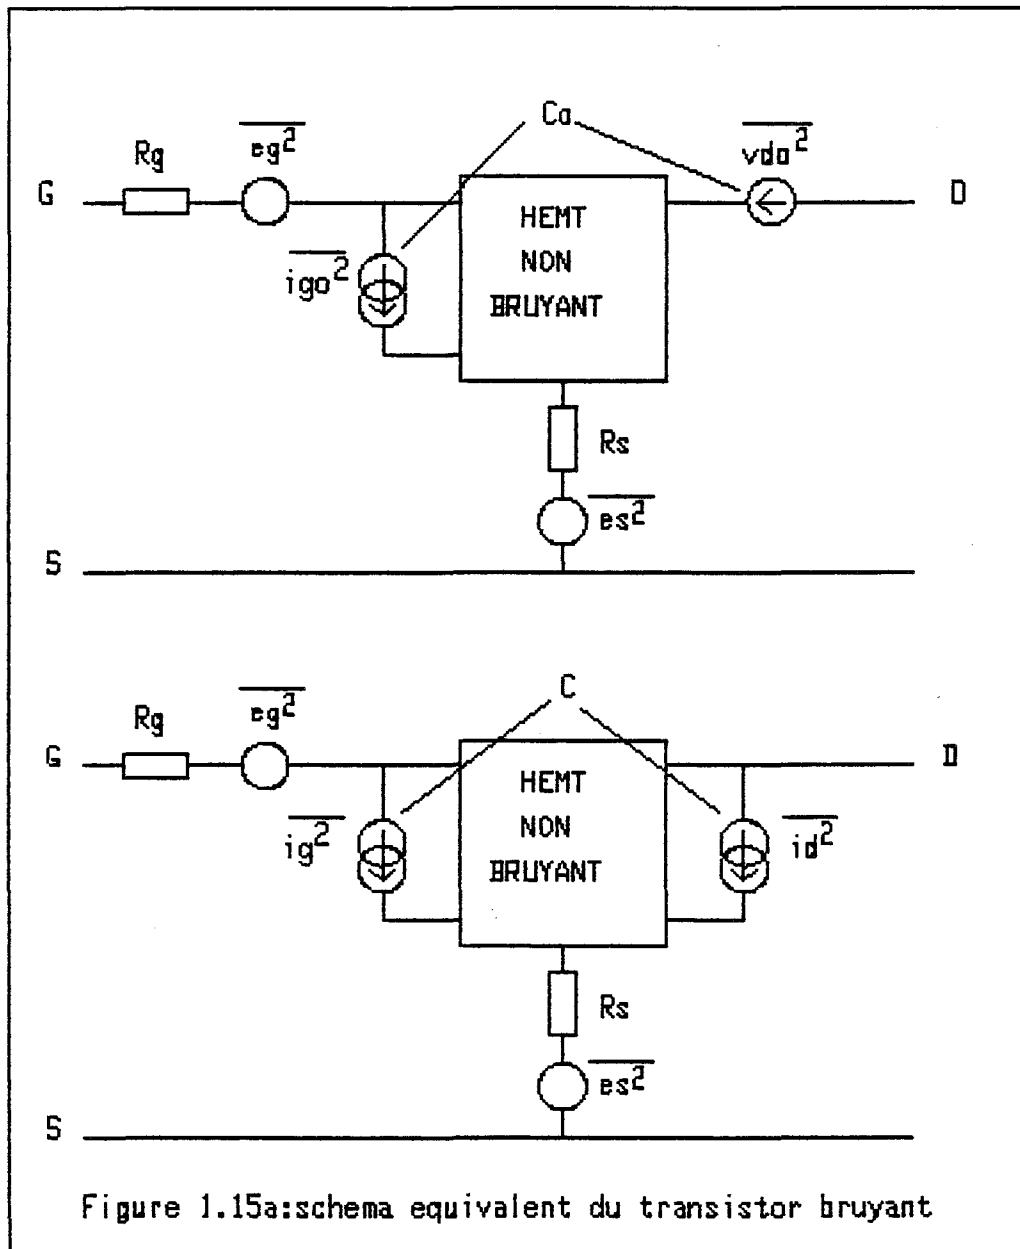 Ca
Rg
eg²
vdo²
G
D
HEMT
NON
BRUYANT
igo²
Rs
es²
S
C
Rg
eg²
G
D
HEMT
NON
BRUYANT
ig²
id²
Rs
es²
S
Figure 1.15a:schema equivalent du transistor bruyant